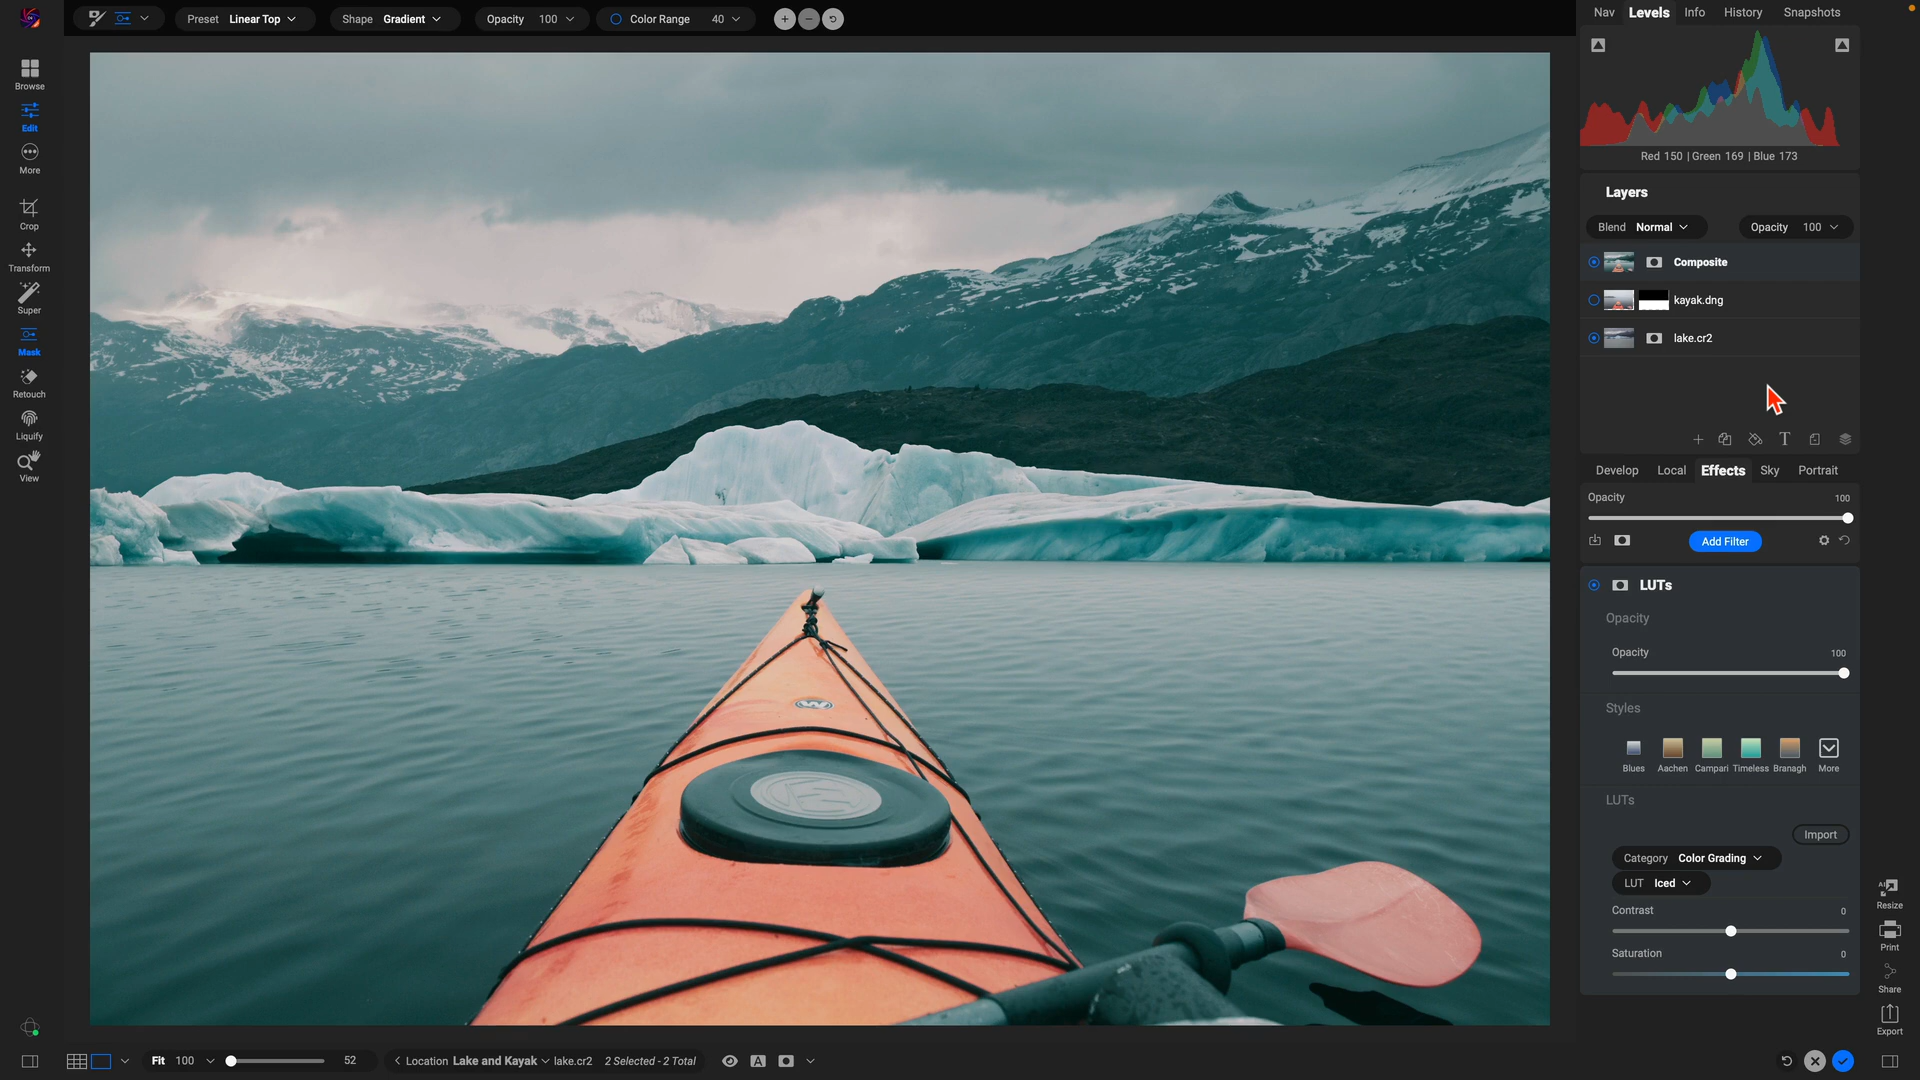 Preset Linear Top Shape Gradient Opacity 100 Color Range 40
Nav Levels Info History Snapshots
Browse
Edit
More
Crop
Transform
Super
Mask
Retouch
Liquify
View
Red 150 | Green 169 | Blue 173
Layers
Blend Normal Opacity 100
Composite
kayak.dng
lake.cr2
T
Develop Local Effects Sky Portrait
Opacity 100
Add Filter
LUTs
Opacity
Opacity 100
Styles
Blues Aachen Campari Timeless Branagh More
LUTs
Import
Category Color Grading
LUT Iced
Contrast 0
Saturation 0
AI
Resize
Print
Share
Export
Fit 100 52 Location Lake and Kayak lake.cr2 2 Selected - 2 Total A